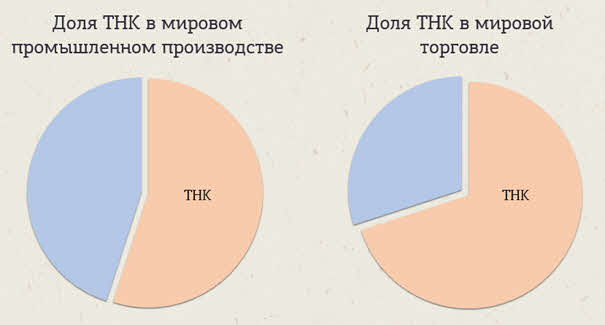 Доля ТНК в мировом
промышленном производстве
ТНК
Доля ТНК в мировой
торговле
ТНК